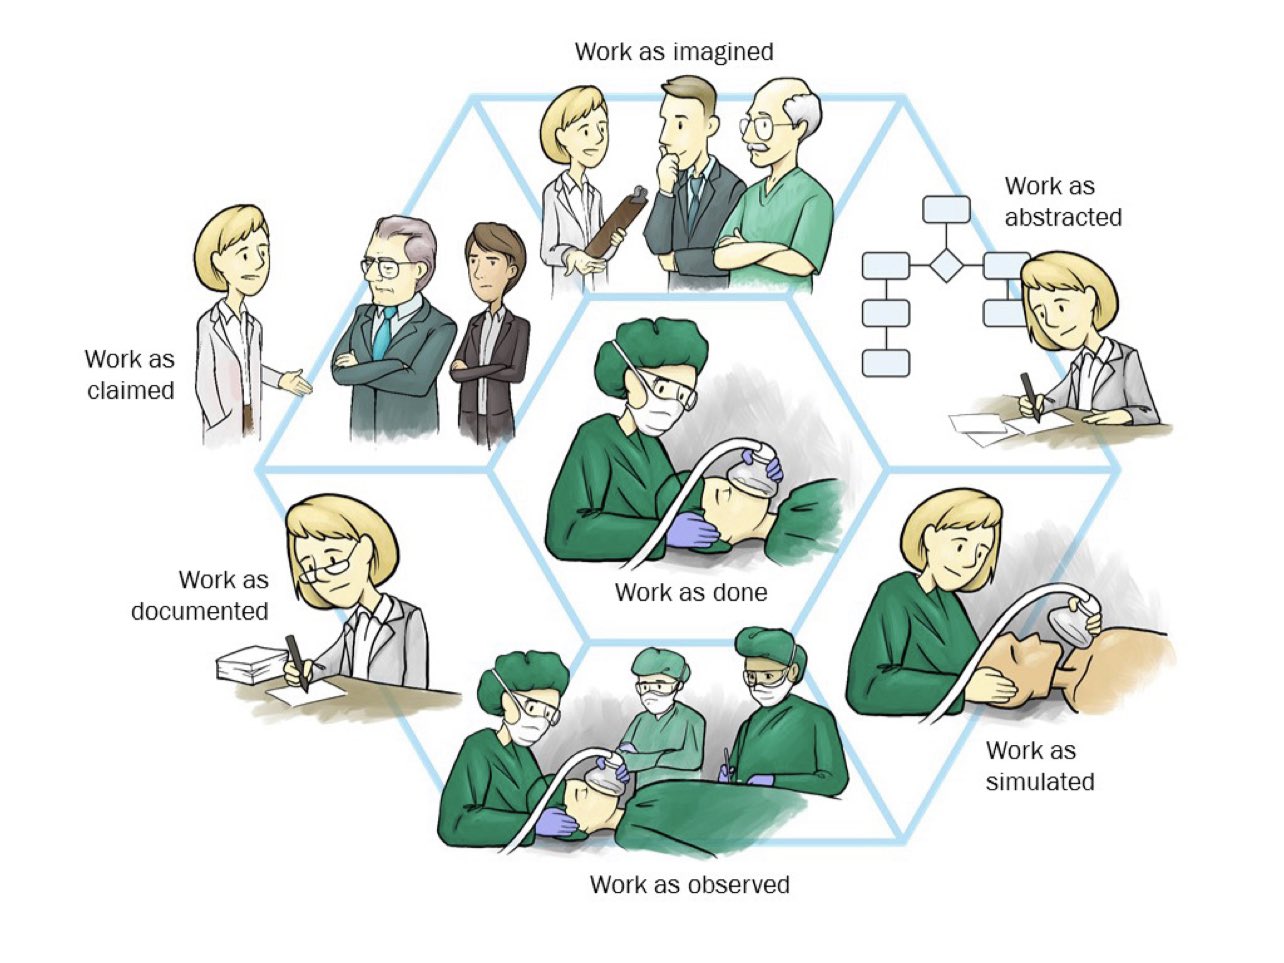 Work as imagined
Work as
abstracted
Work as
claimed
Work as done
Work as
documented
Work as
simulated
Work as observed